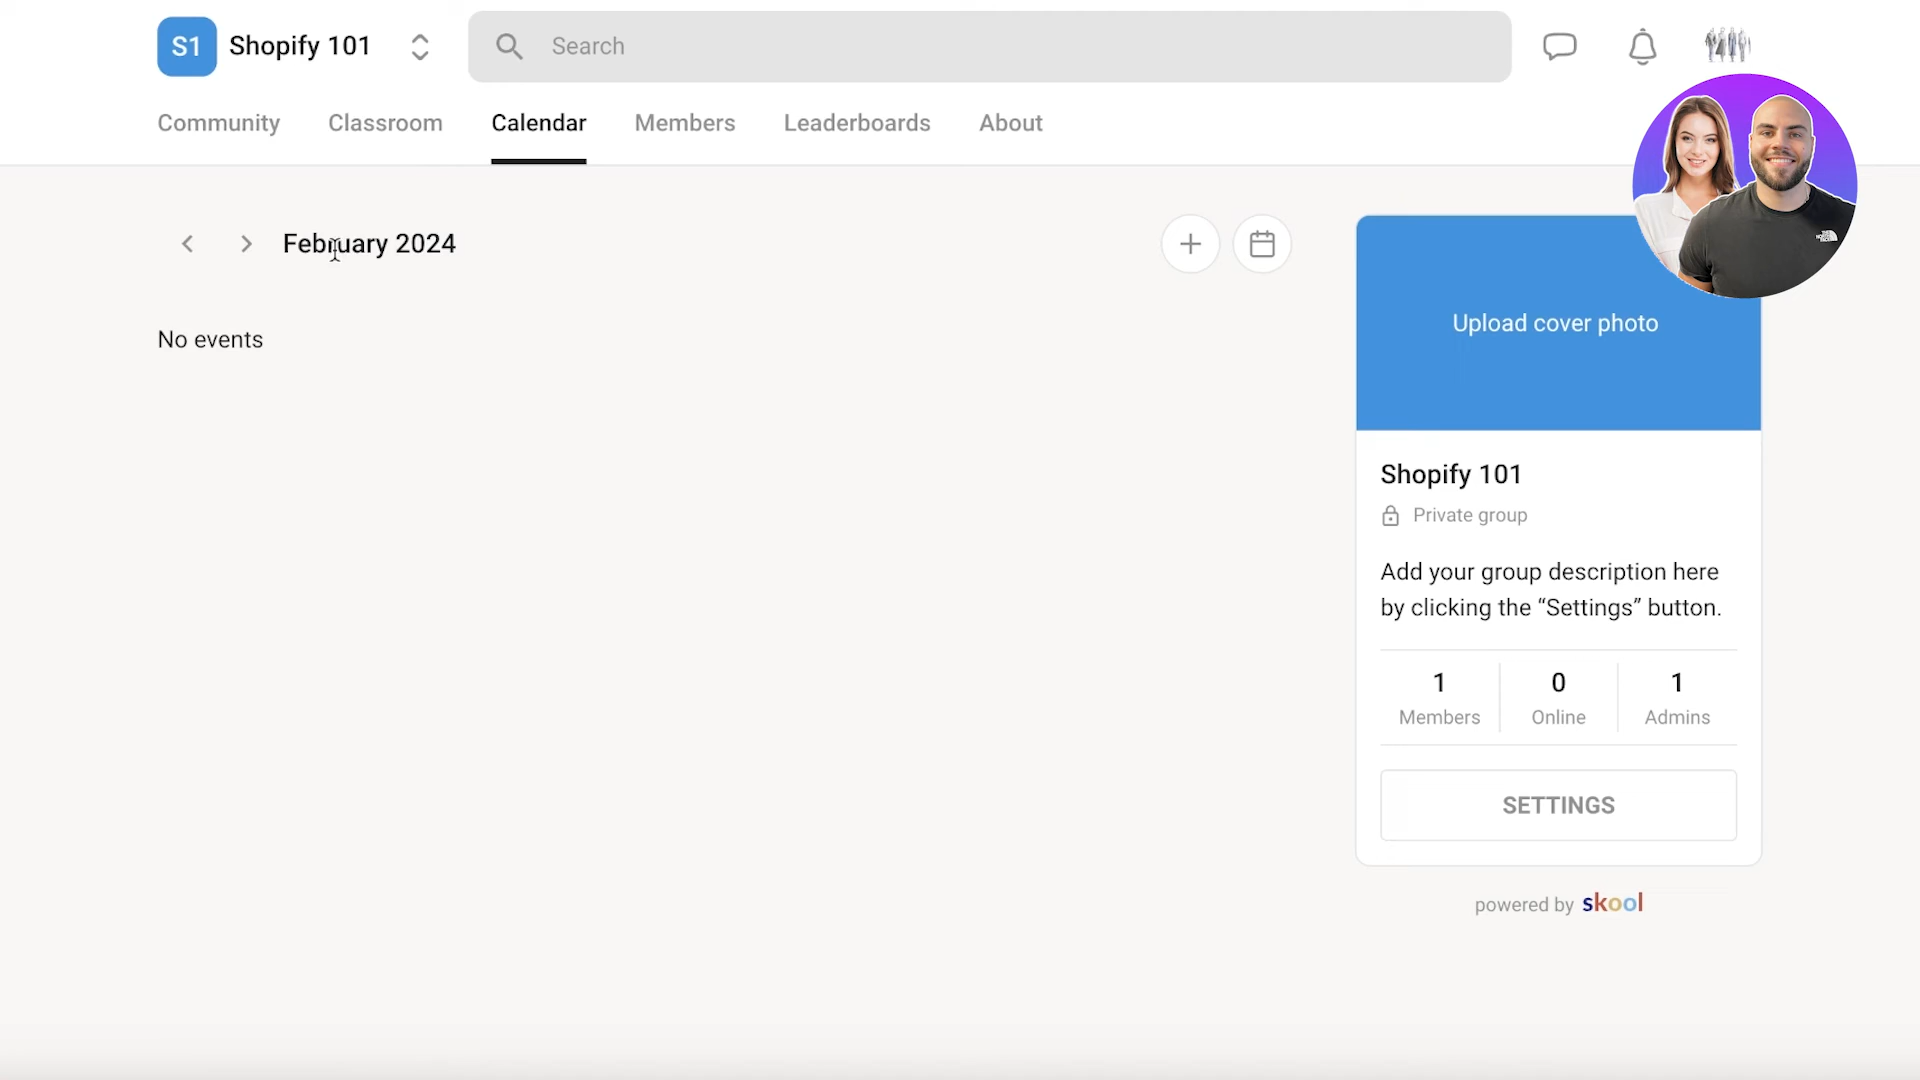 S1 Shopify 101
Search
Community Classroom Calendar Members Leaderboards About
February 2024
No events
Upload cover photo
Shopify 101
Private group
Add your group description here
by clicking the “Settings” button.
1 0 1
Members Online Admins
SETTINGS
powered by skool